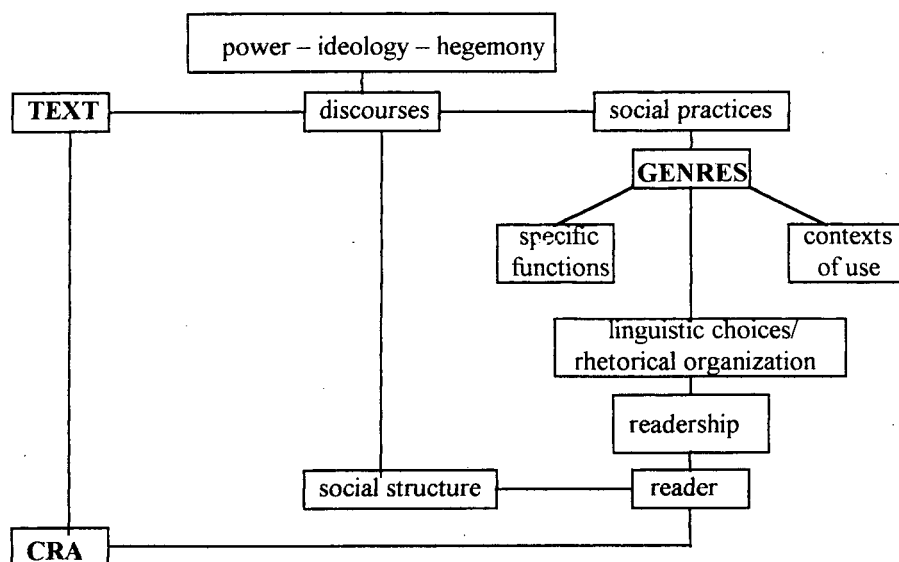 power – ideology – hegemony
TEXT
discourses
social practices
GENRES
specific
functions
contexts
of use
linguistic choices/
rhetorical organization
readership
social structure
reader
CRA